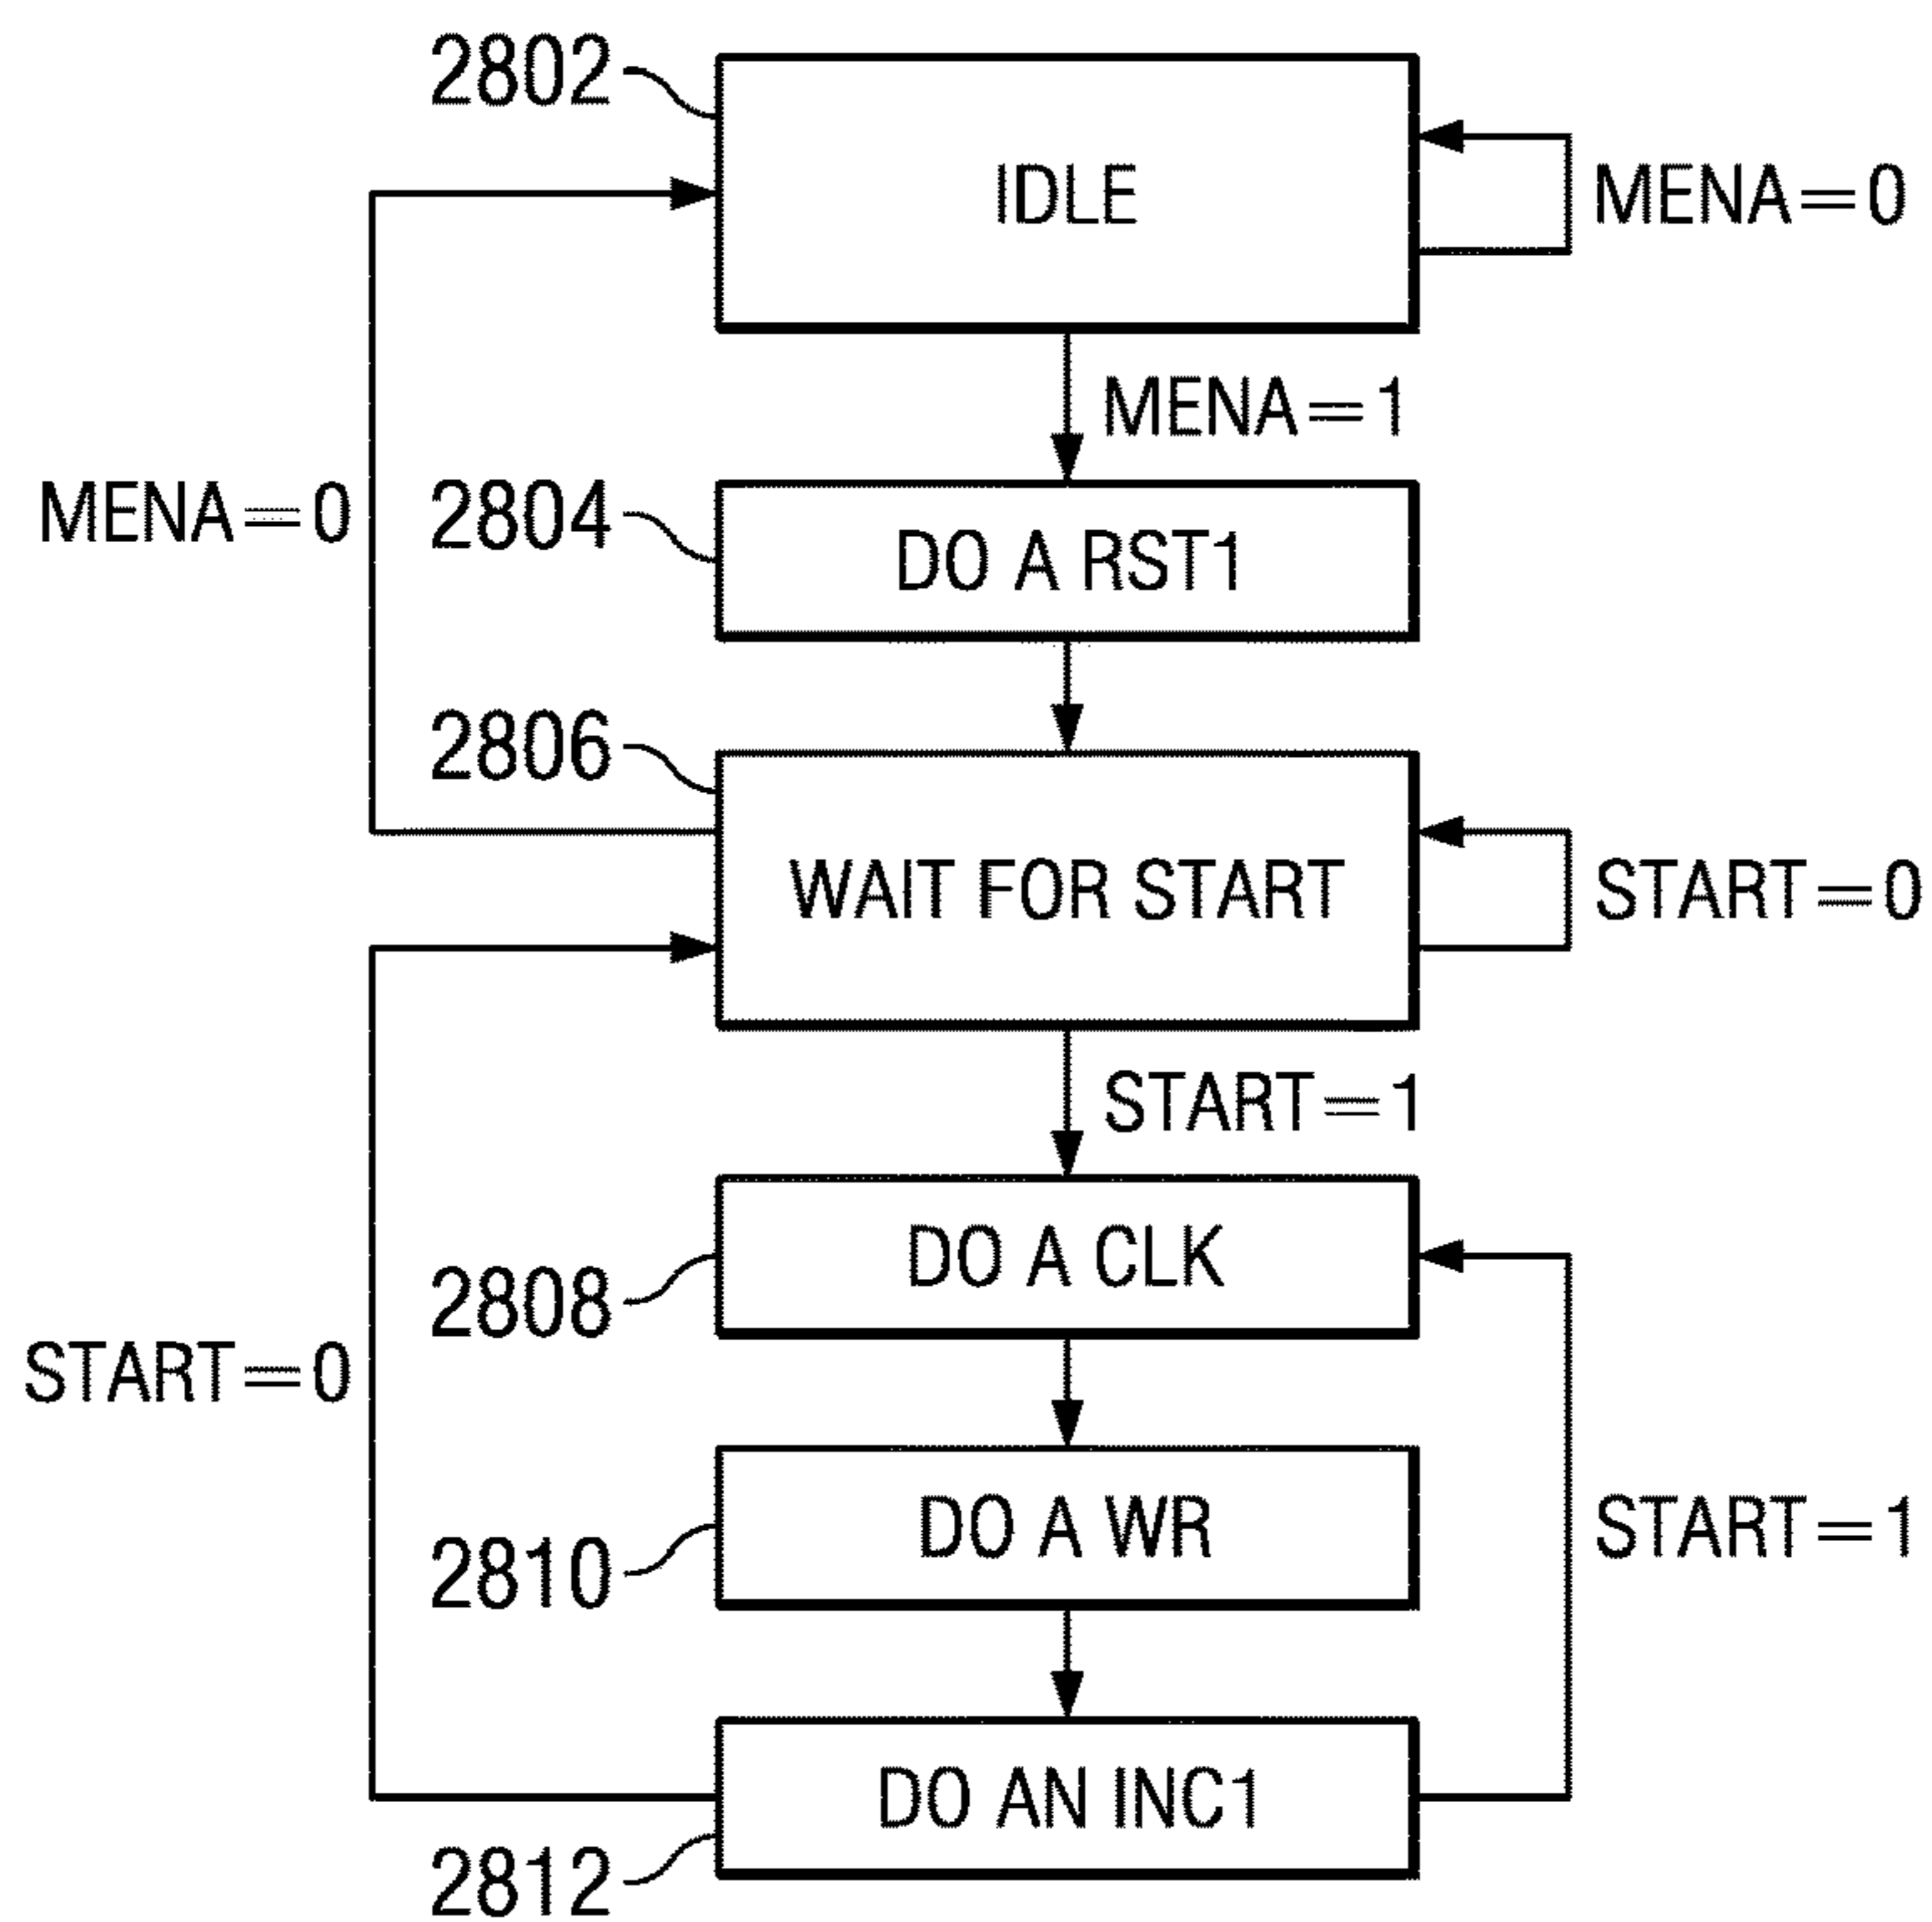 2802
IDLE
MENA=0
MENA=1
MENA=0
2804
DO A RST1
2806
WAIT FOR START
START=0
START=1
2808
DO A CLK
START=0
2810
DO A WR
START=1
DO AN INC1
2812